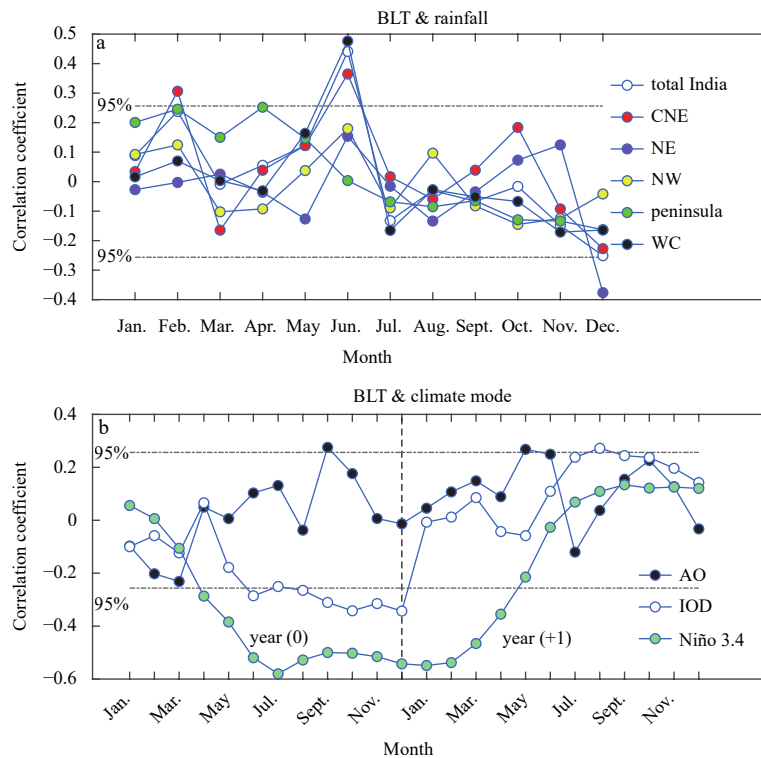 BLT & rainfall
a
0.5
0.4
0.3
0.2
0.1
0
−0.1
−0.2
−0.3
−0.4
95%
95%
Correlation coefficient
total India
CNE
NE
NW
peninsula
WC
Jan. Feb. Mar. Apr. May Jun. Jul. Aug. Sept. Oct. Nov. Dec.
Month
BLT & climate mode
b
0.4
0.2
0
−0.2
−0.4
−0.6
95%
95%
Correlation coefficient
AO
IOD
Niño 3.4
year (0)
year (+1)
Jan. Mar. May Jul. Sept. Nov. Jan. Mar. May Jul. Sept. Nov.
Month